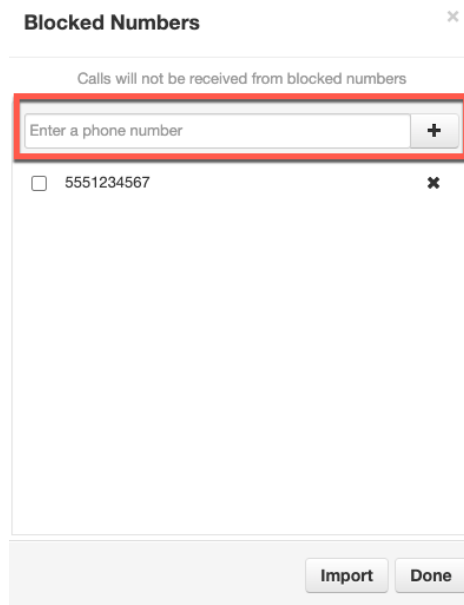 Blocked Numbers
Calls will not be received from blocked numbers
Enter a phone number
5551234567
Import Done